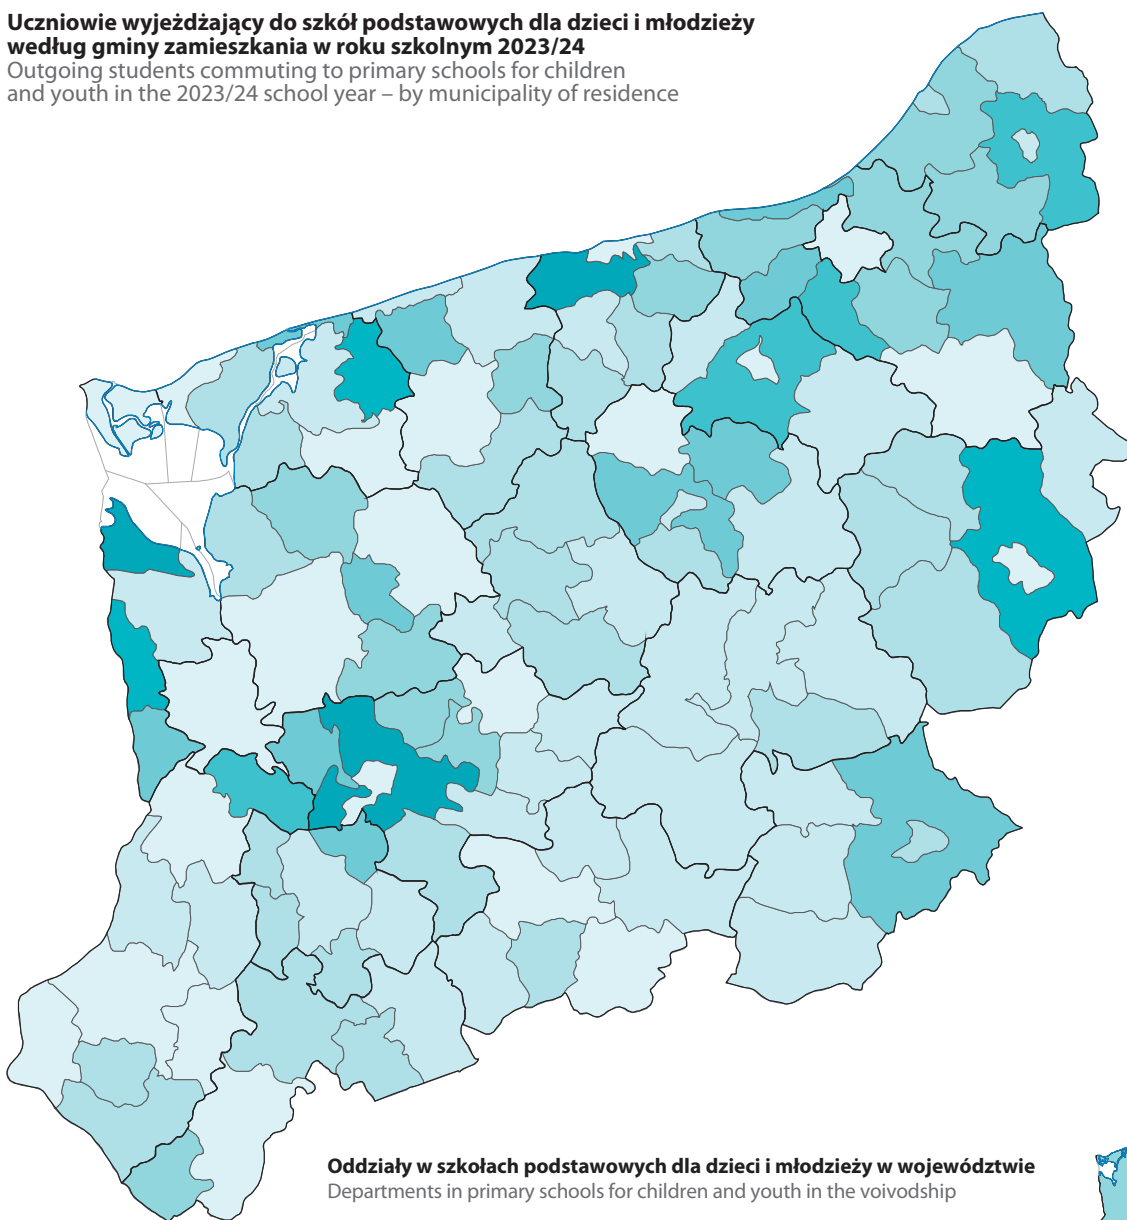 Uczniowie wyjeżdżający do szkół podstawowych dla dzieci i młodzieży
według gminy zamieszkania w roku szkolnym 2023/24
Outgoing students commuting to primary schools for children
and youth in the 2023/24 school year – by municipality of residence
Oddziały w szkołach podstawowych dla dzieci i młodzieży w województwie
Departments in primary schools for children and youth in the voivodship